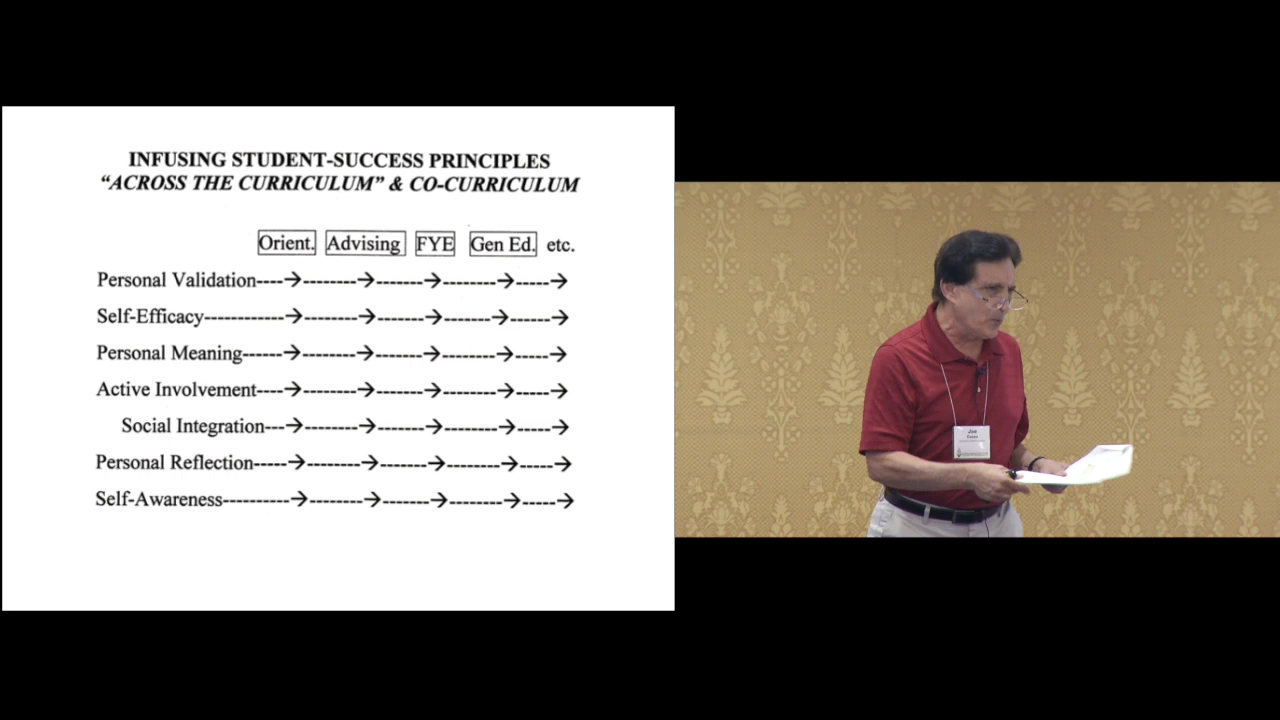 INFUSING STUDENT-SUCCESS PRINCIPLES
“ACROSS THE CURRICULUM” & CO-CURRICULUM
Orient. Advising FYE Gen Ed. etc.
Personal Validation----→--------→-------→--------→-----→
Self-Efficacy------------→--------→-------→-------→-----→
Personal Meaning------→--------→-------→--------→-----→
Active Involvement----→--------→-------→--------→-----→
Social Integration---→--------→-------→--------→-----→
Personal Reflection-----→--------→-------→--------→-----→
Self-Awareness----------→--------→-------→--------→-----→
Joe